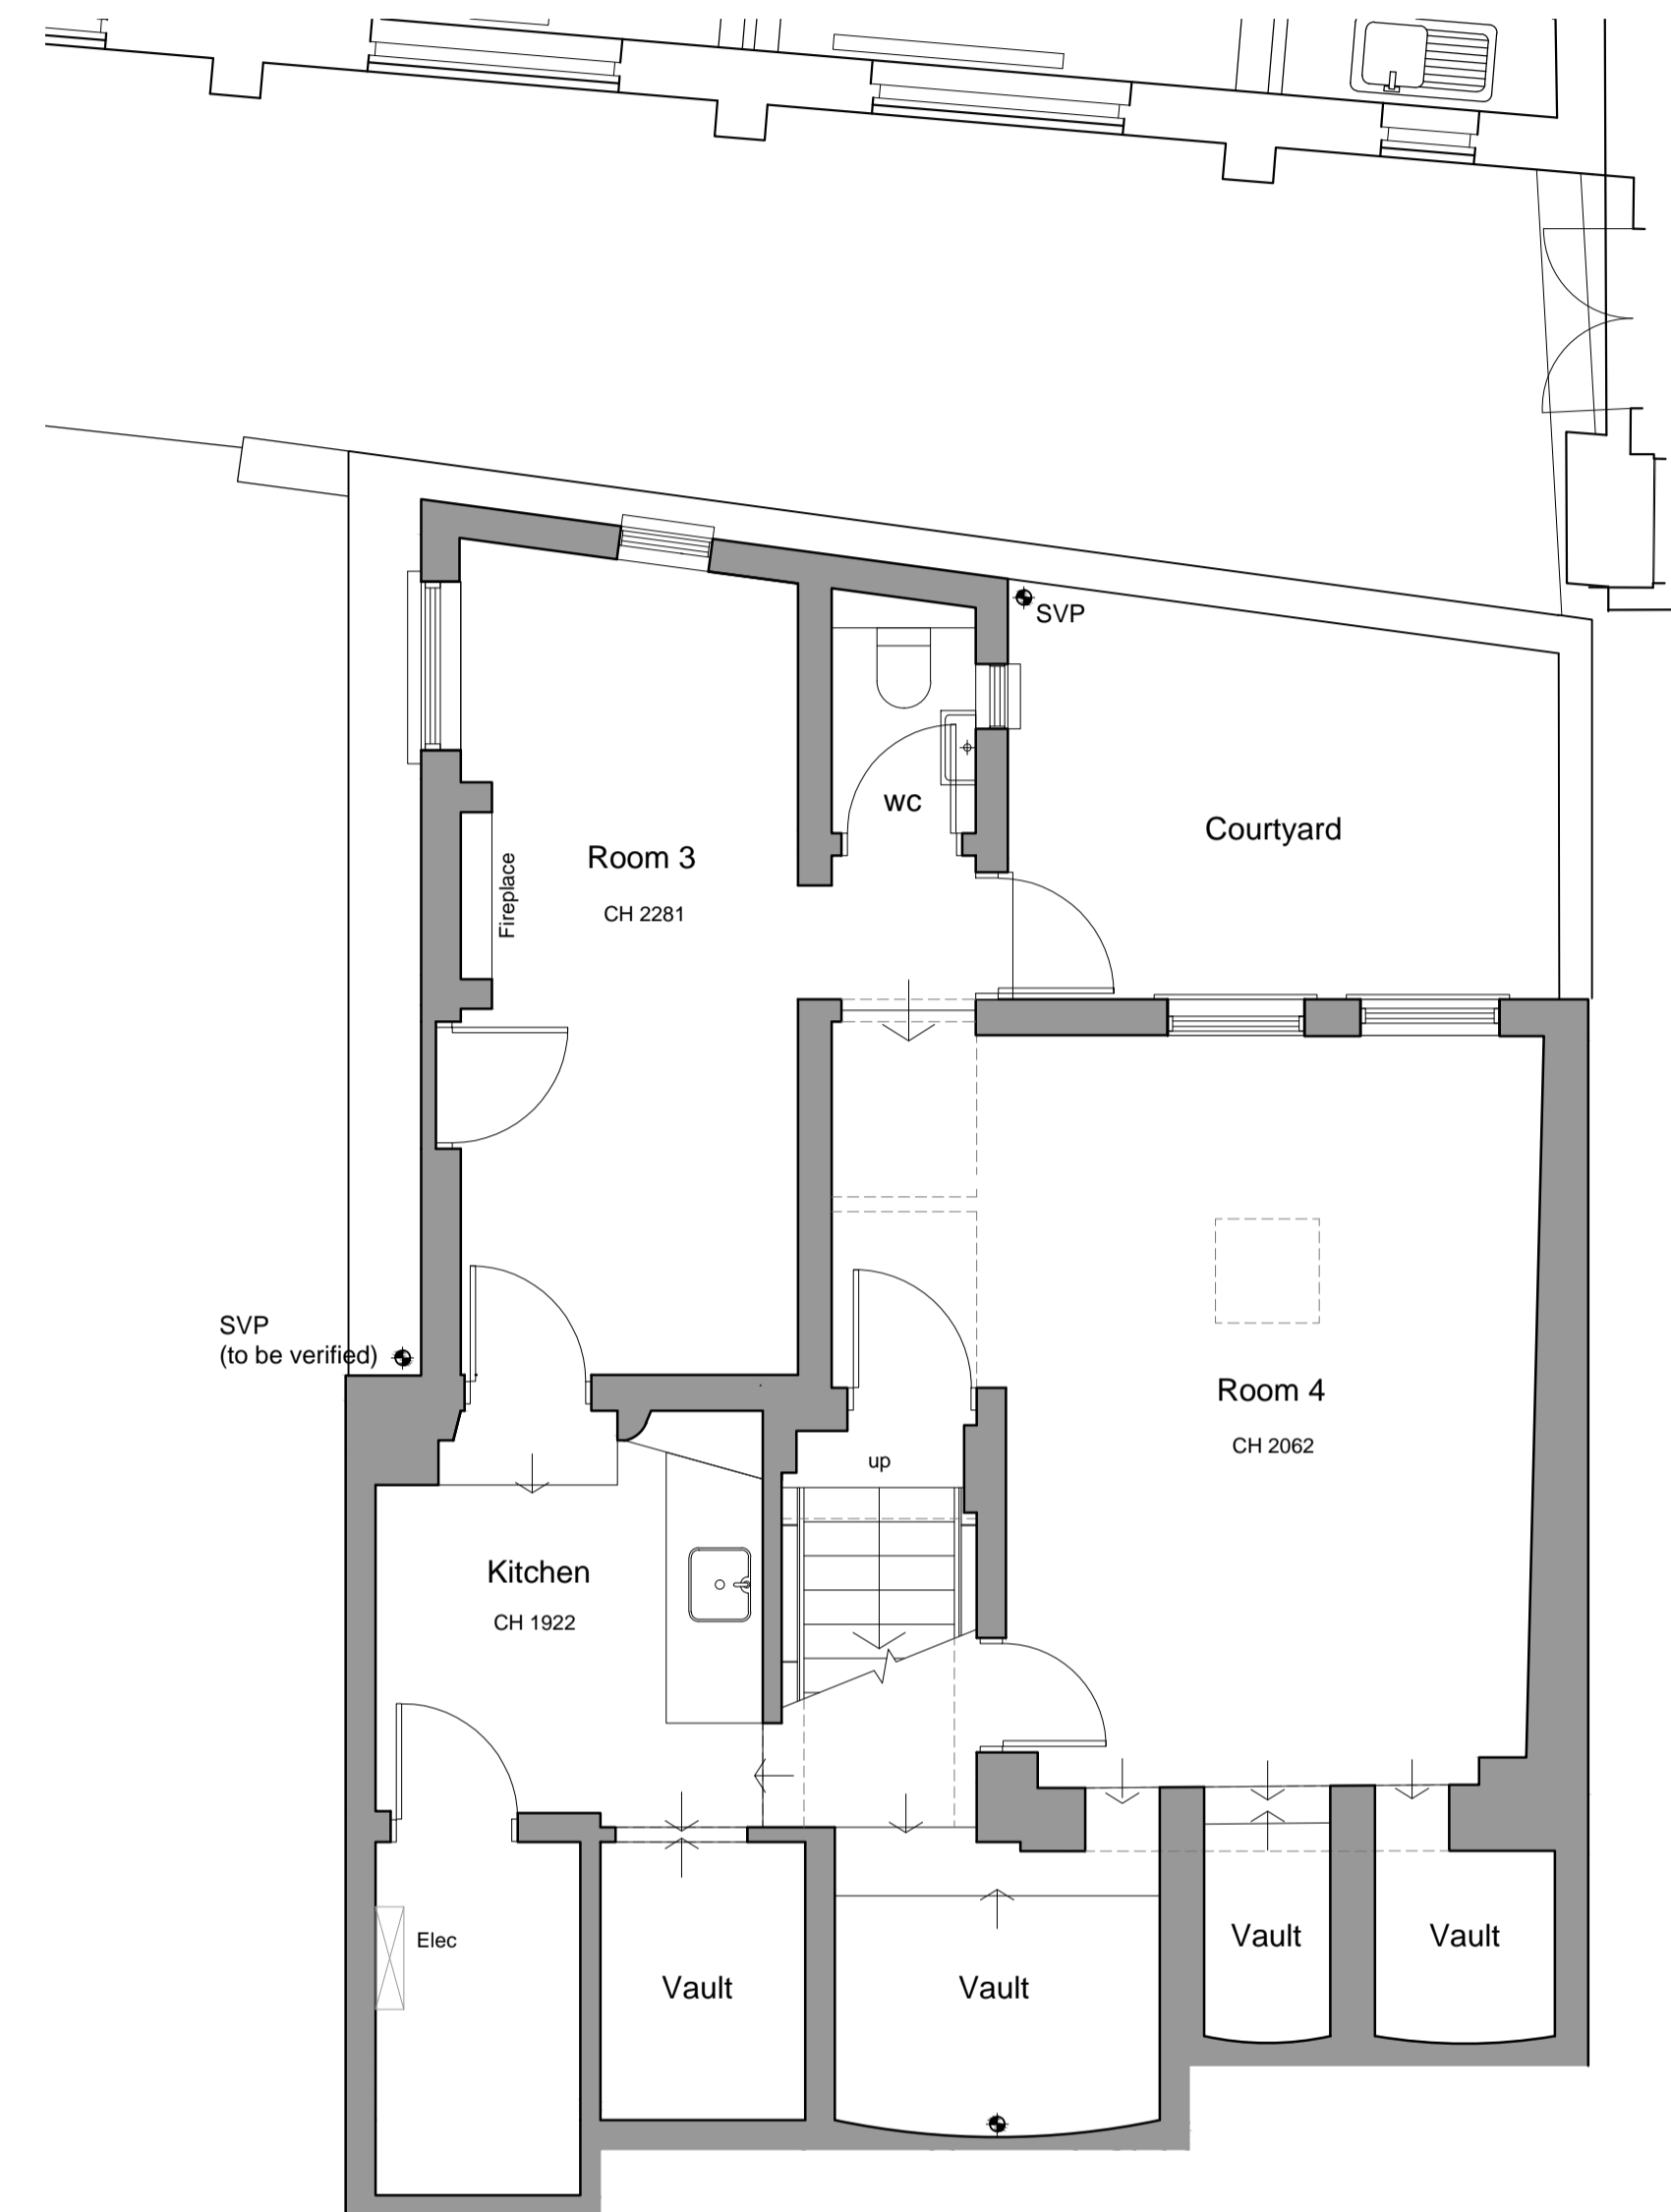 SVP
wc
Courtyard
Room 3
CH 2281
Fireplace
SVP
(to be verified)
Room 4
CH 2062
up
Kitchen
CH 1922
Elec
Vault
Vault
Vault
Vault